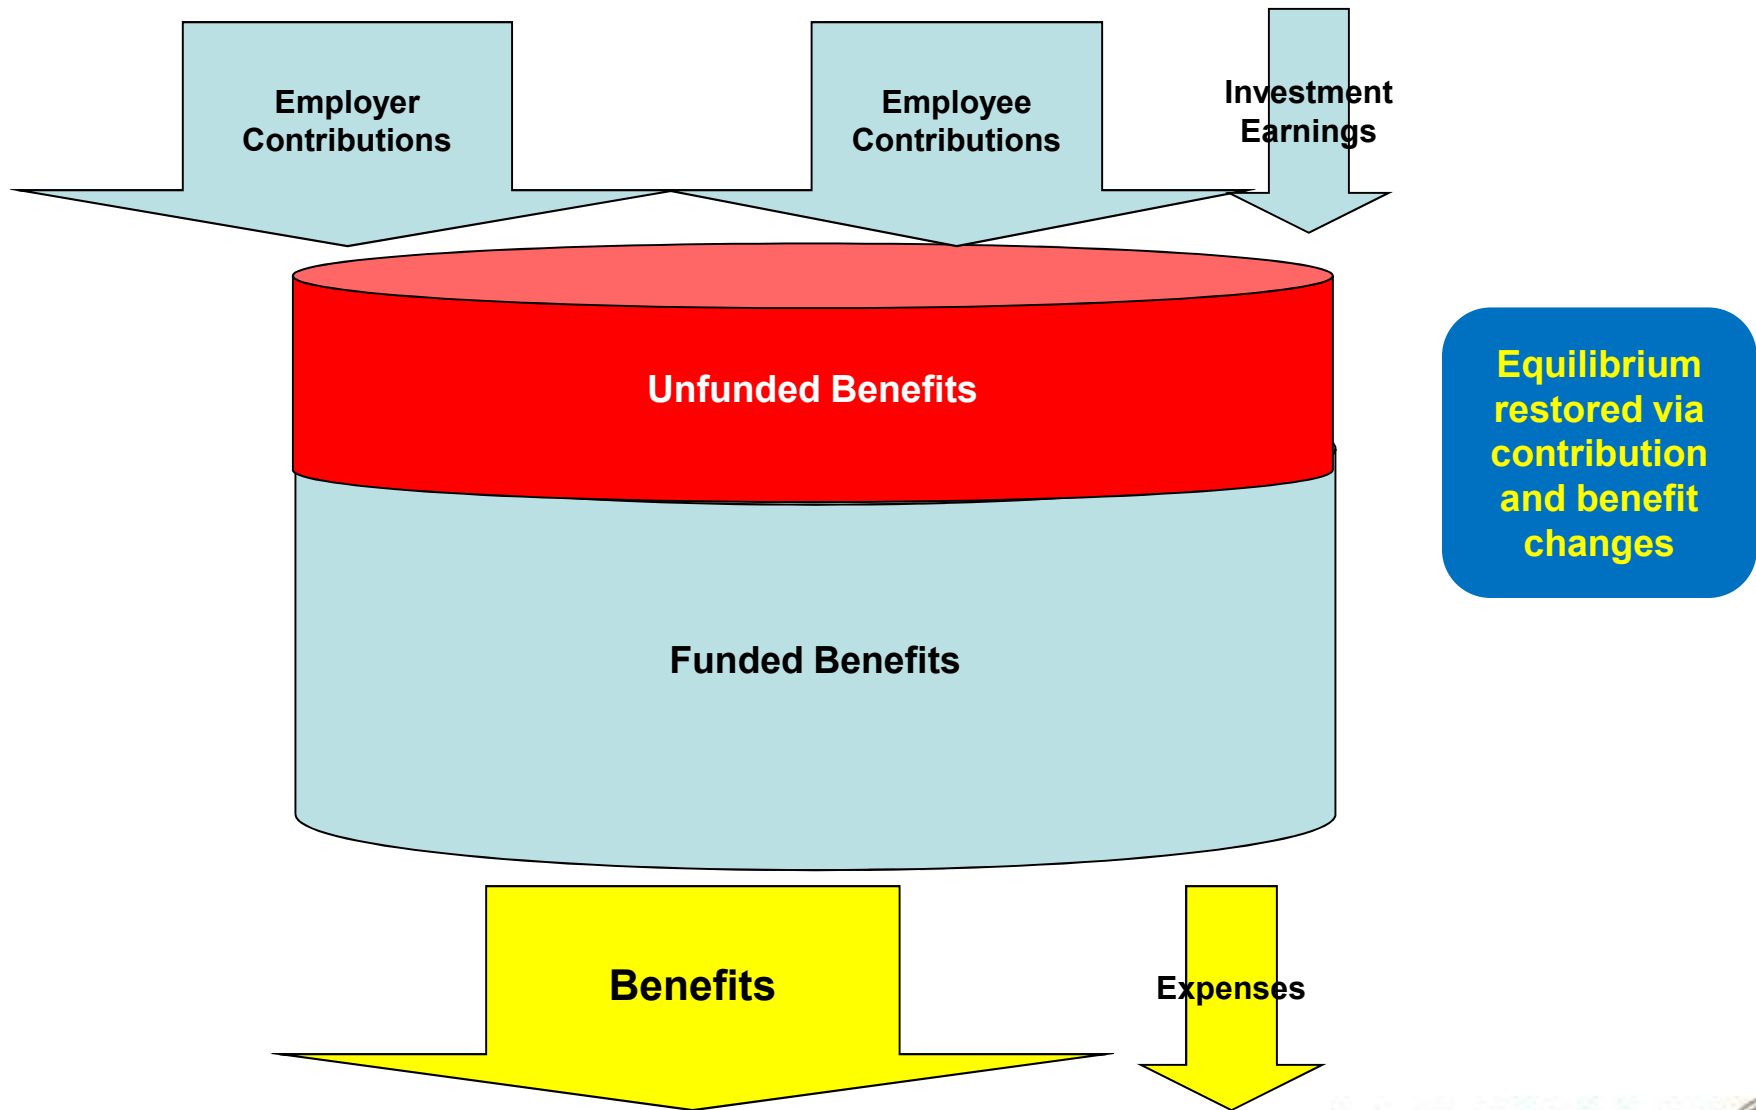 Employer
Contributions
Employee
Contributions
Investment
Earnings
Unfunded Benefits
Equilibrium
restored via
contribution
and benefit
changes
Funded Benefits
Benefits
Expenses